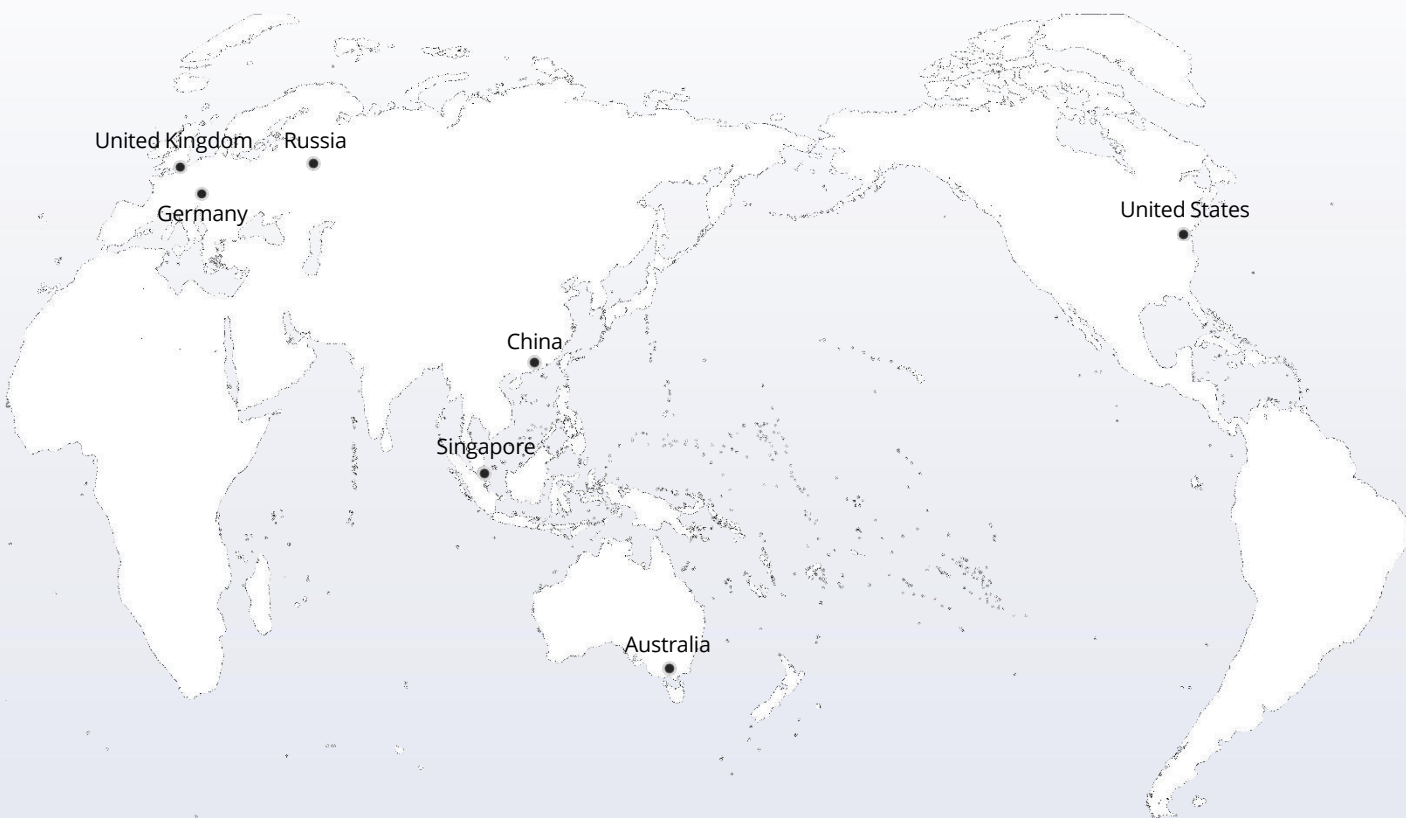 United Kingdom
Russia
Germany
United States
China
Singapore
Australia